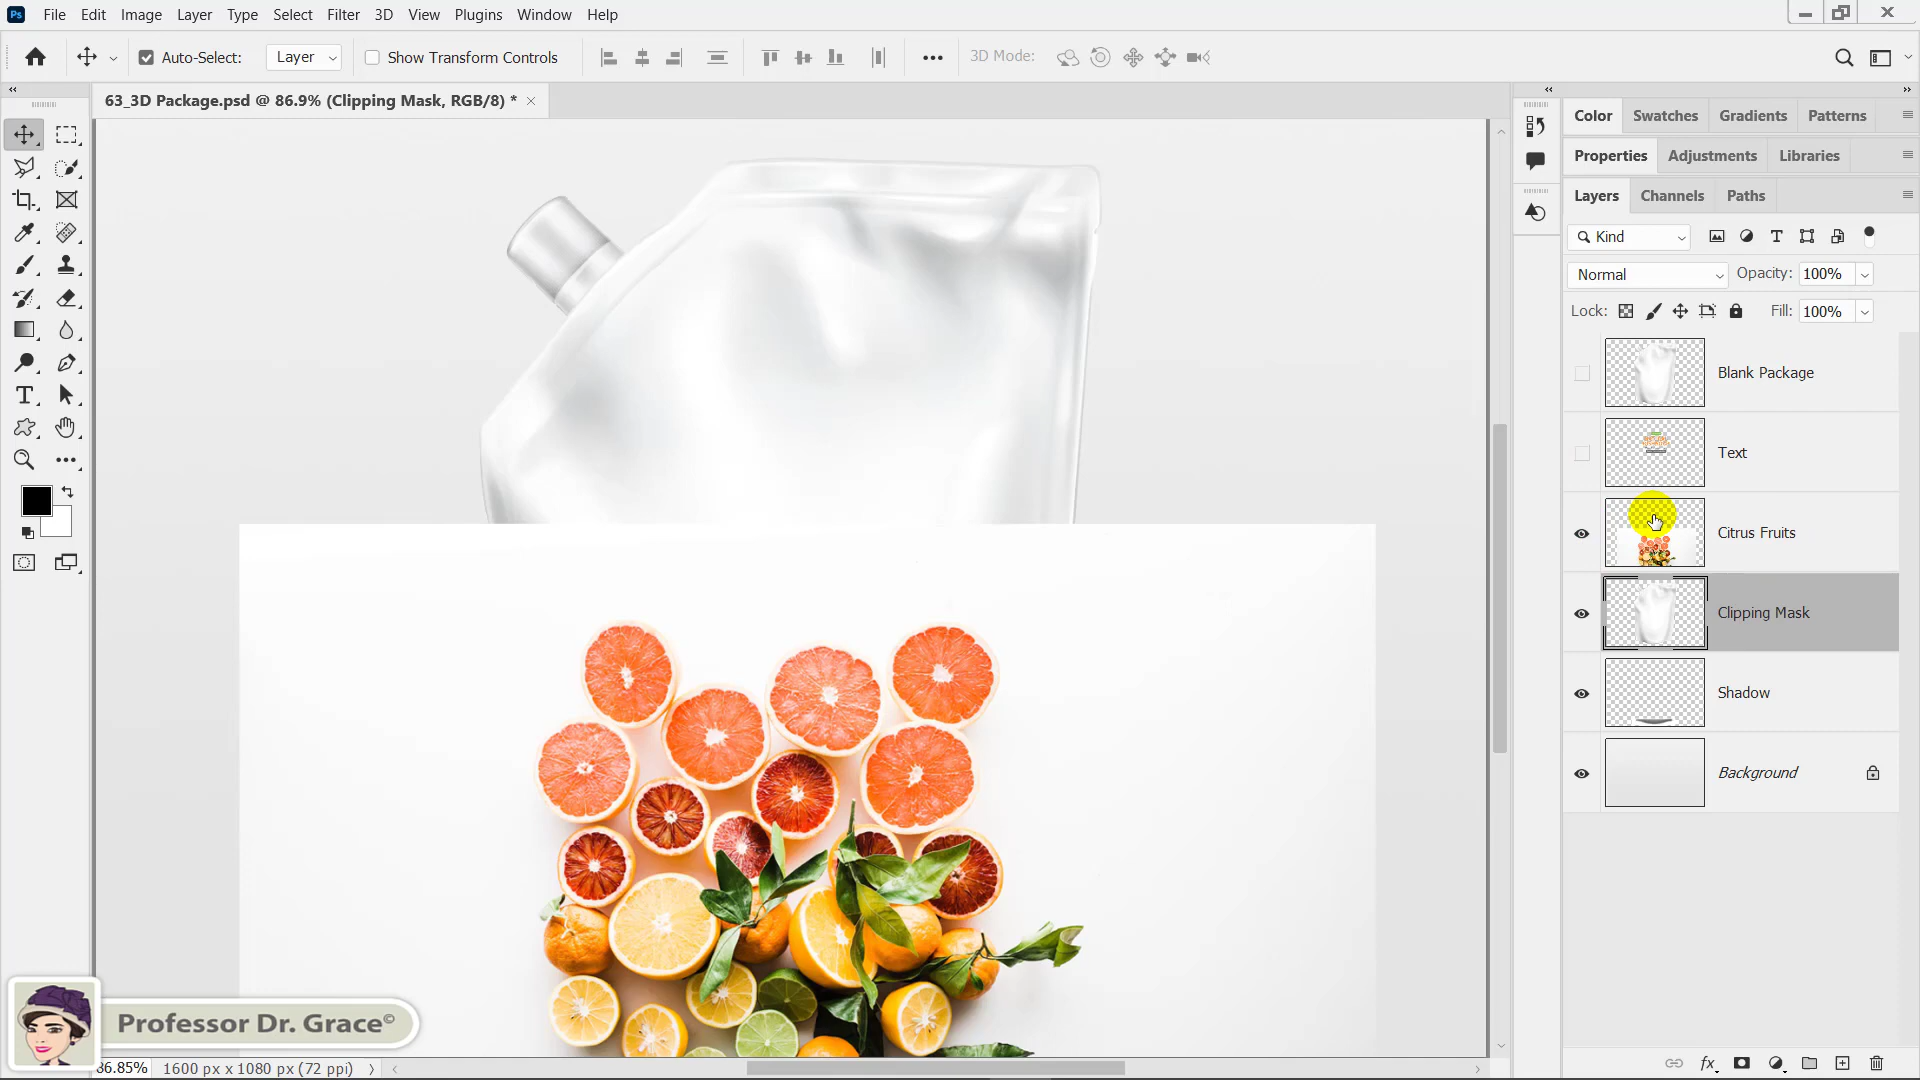 Ps File Edit Image Layer Type Select Filter 3D View Plugins Window Help
Auto-Select: Layer Show Transform Controls 3D Mode:
63_3D Package.psd @ 86.9% (Clipping Mask, RGB/8) *
Color Swatches Gradients Patterns
Properties Adjustments Libraries
Layers Channels Paths
Kind
Normal Opacity: 100%
Lock: Fill: 100%
Blank Package
Text
Citrus Fruits
Clipping Mask
Shadow
Background
Professor Dr. Grace©
86.85% 1600 px x 1080 px (72 ppi)
fx